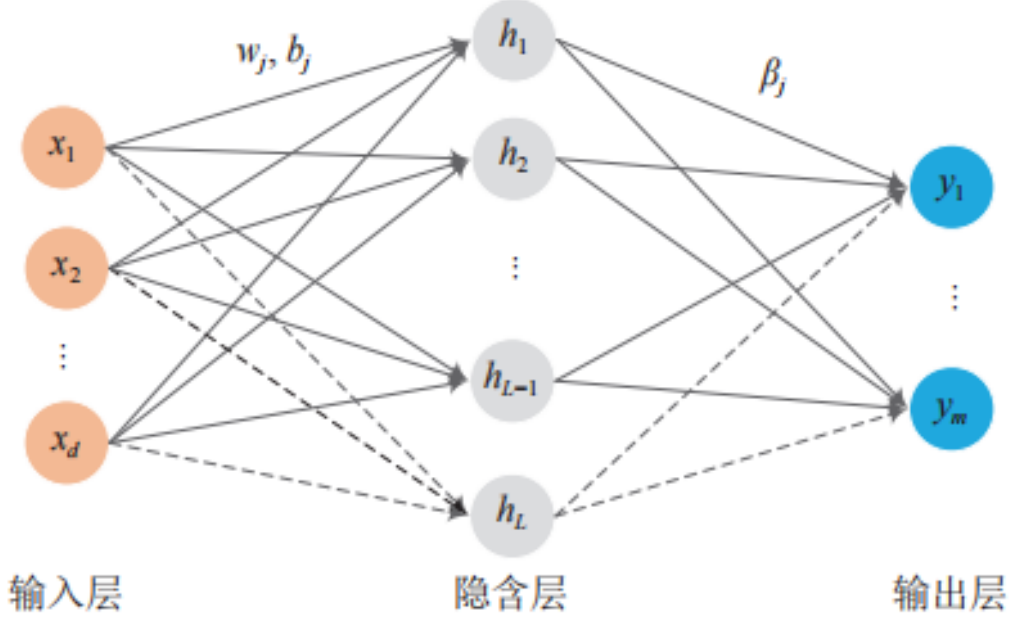 w_j, b_j
β_j
x_1
x_2
⋮
x_d
h_1
h_2
⋮
h_{L-1}
h_L
y_1
⋮
y_m
输入层
隐含层
输出层